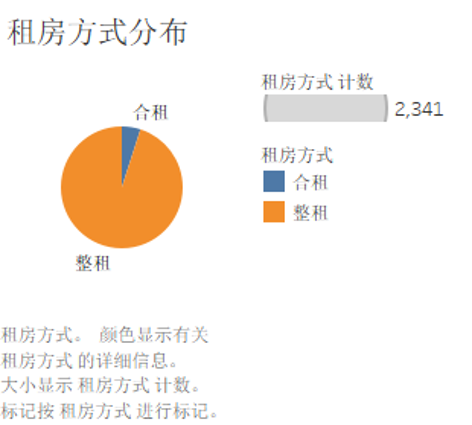 租房方式分布
租房方式 计数
2,341
合租
整租
租房方式
合租
整租
租房方式。 颜色显示有关
租房方式 的详细信息。
大小显示 租房方式 计数。
标记按 租房方式 进行标记。